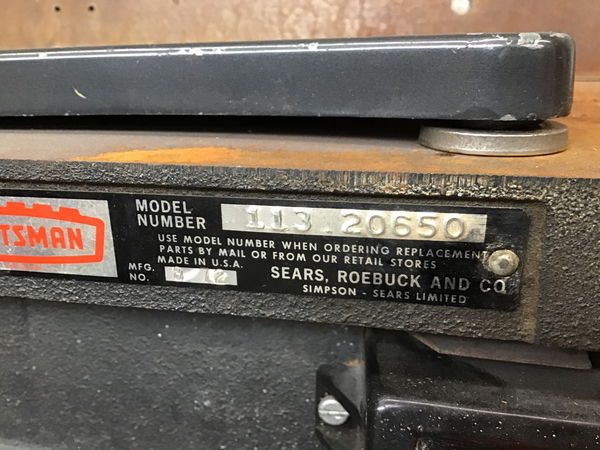 TSMAN
MODEL NUMBER 113.20650
USE MODEL NUMBER WHEN ORDERING REPLACEMENT
PARTS BY MAIL OR FROM OUR RETAIL STORES
MADE IN U.S.A.
MFG. NO.
SEARS, ROEBUCK AND CO
SIMPSON - SEARS LIMITED